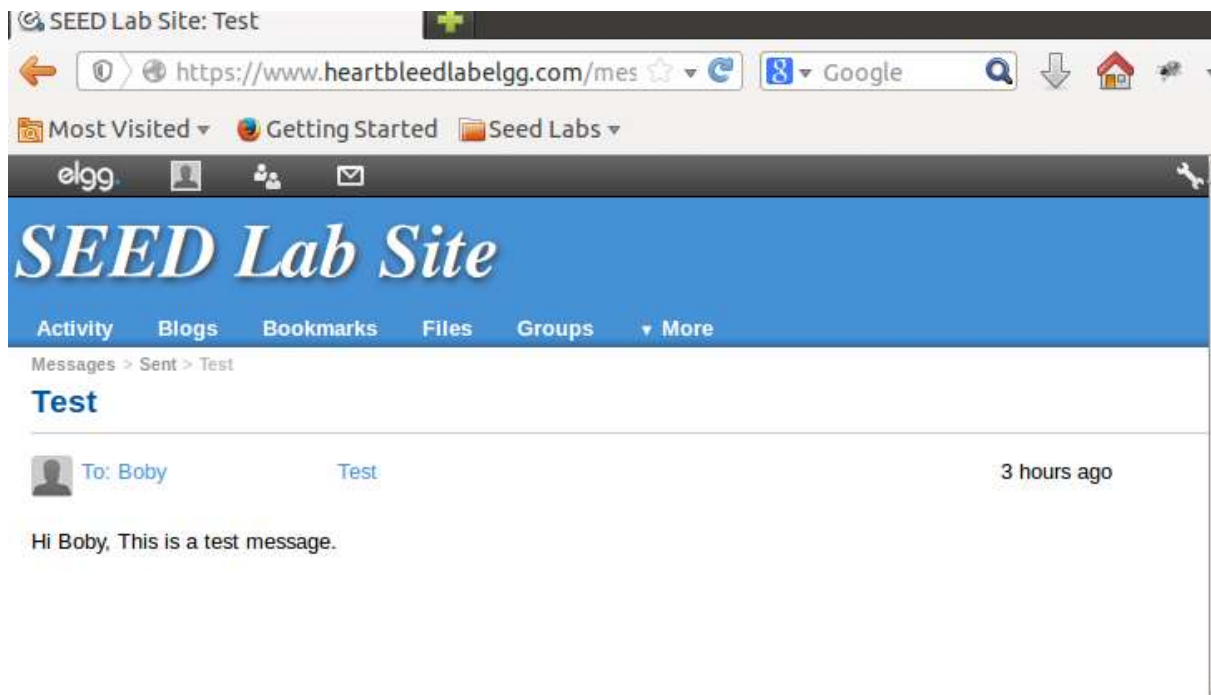 SEED Lab Site: Test
https://www.heartbleedlabelgg.com/mes
8 Google
Most Visited Getting Started Seed Labs
elgg.
SEED Lab Site
Activity Blogs Bookmarks Files Groups More
Messages > Sent > Test
Test
To: Boby Test 3 hours ago
Hi Boby, This is a test message.